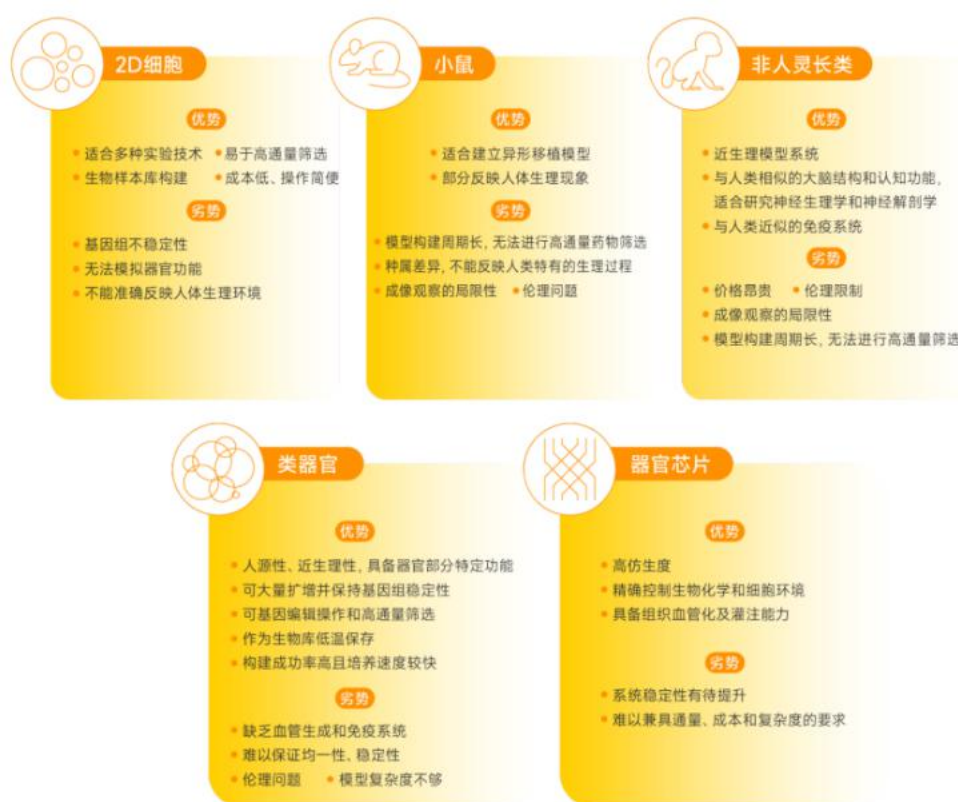 2D细胞
优势
适合多种实验技术 易于高通量筛选
生物样本库构建 成本低、操作简便
劣势
基因组不稳定性
无法模拟器官功能
不能准确反映人体生理环境
小鼠
优势
适合建立异形移植模型
部分反映人体生理现象
劣势
模型构建周期长，无法进行高通量药物筛选
种属差异，不能反映人类特有的生理过程
成像观察的局限性 伦理问题
非人灵长类
优势
近生理模型系统
与人类相似的大脑结构和认知功能，
适合研究神经生理学和神经解剖学
与人类近似的免疫系统
劣势
价格昂贵 伦理限制
成像观察的局限性
模型构建周期长，无法进行高通量筛选
类器官
优势
人源性、近生理性，具备器官部分特定功能
可大量扩增并保持基因组稳定性
可基因编辑操作和高通量筛选
作为生物库低温保存
构建成功率高且培养速度较快
劣势
缺乏血管生成和免疫系统
难以保证均一性、稳定性
伦理问题 模型复杂度不够
器官芯片
优势
高仿生度
精确控制生物化学和细胞环境
具备组织血管化及灌注能力
劣势
系统稳定性有待提升
难以兼具通量、成本和复杂度的要求